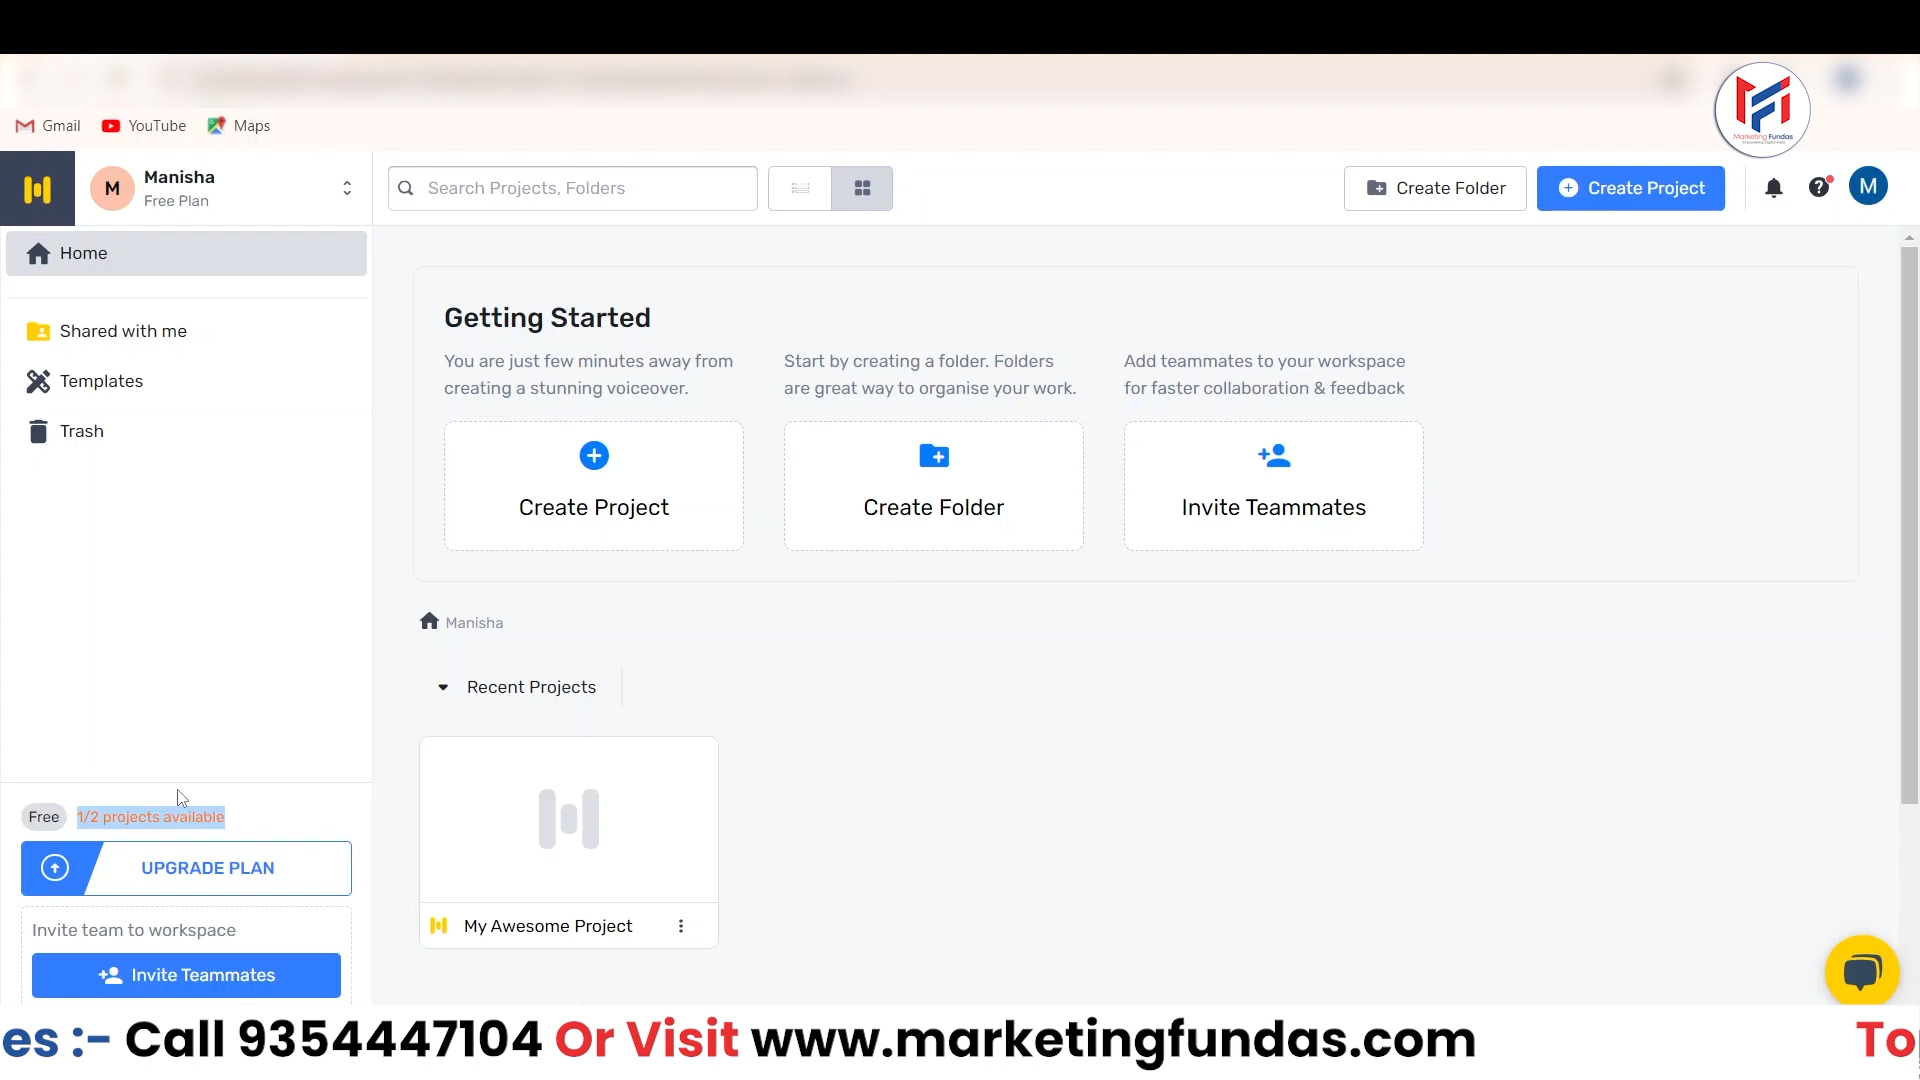 Gmail YouTube Maps
Marketing Fundas
M Manisha
Free Plan
Search Projects, Folders
Create Folder
Create Project
M
Home
Shared with me
Templates
Trash
Getting Started
You are just few minutes away from
creating a stunning voiceover.
Create Project
Start by creating a folder. Folders
are great way to organise your work.
Create Folder
Add teammates to your workspace
for faster collaboration & feedback
Invite Teammates
Manisha
Recent Projects
My Awesome Project
Free 1/2 projects available
UPGRADE PLAN
Invite team to workspace
Invite Teammates
es :- Call 9354447104 Or Visit www.marketingfundas.com To